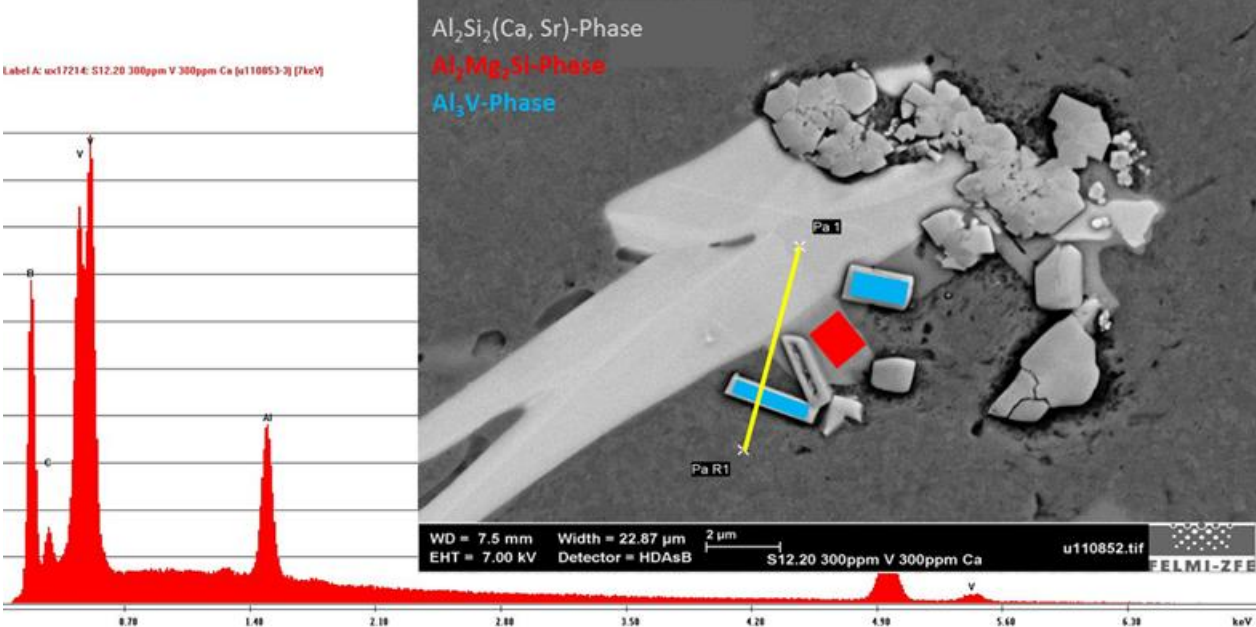 Label A: ux17214: S12.20 300ppm V 300ppm Ca (u110853-3) [7keV]
Al₂Si₂(Ca, Sr)-Phase
Al₂Mg₂Si-Phase
Al₃V-Phase
V
V
B
C
Al
Pa 1
Pa R1
WD = 7.5 mm Width = 22.87 µm 2 µm
EHT = 7.00 kV Detector = HDAsB S12.20 300ppm V 300ppm Ca u110852.tif
FELMI-ZFE
V
0.70 1.40 2.10 2.80 3.50 4.20 4.90 5.60 6.30 keV